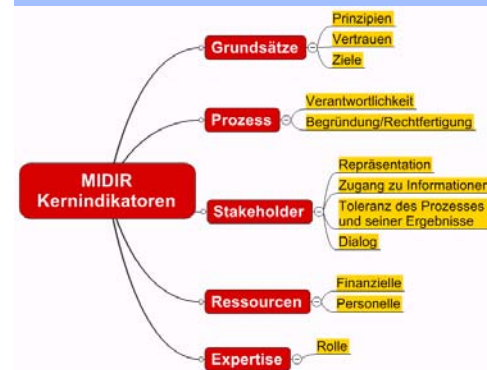 MIDIR
Kernindikatoren
Grundsätze
Prinzipien
Vertrauen
Ziele
Prozess
Verantwortlichkeit
Begründung/Rechtfertigung
Stakeholder
Repräsentation
Zugang zu Informationen
Toleranz des Prozesses
und seiner Ergebnisse
Dialog
Ressourcen
Finanzielle
Personelle
Expertise
Rolle